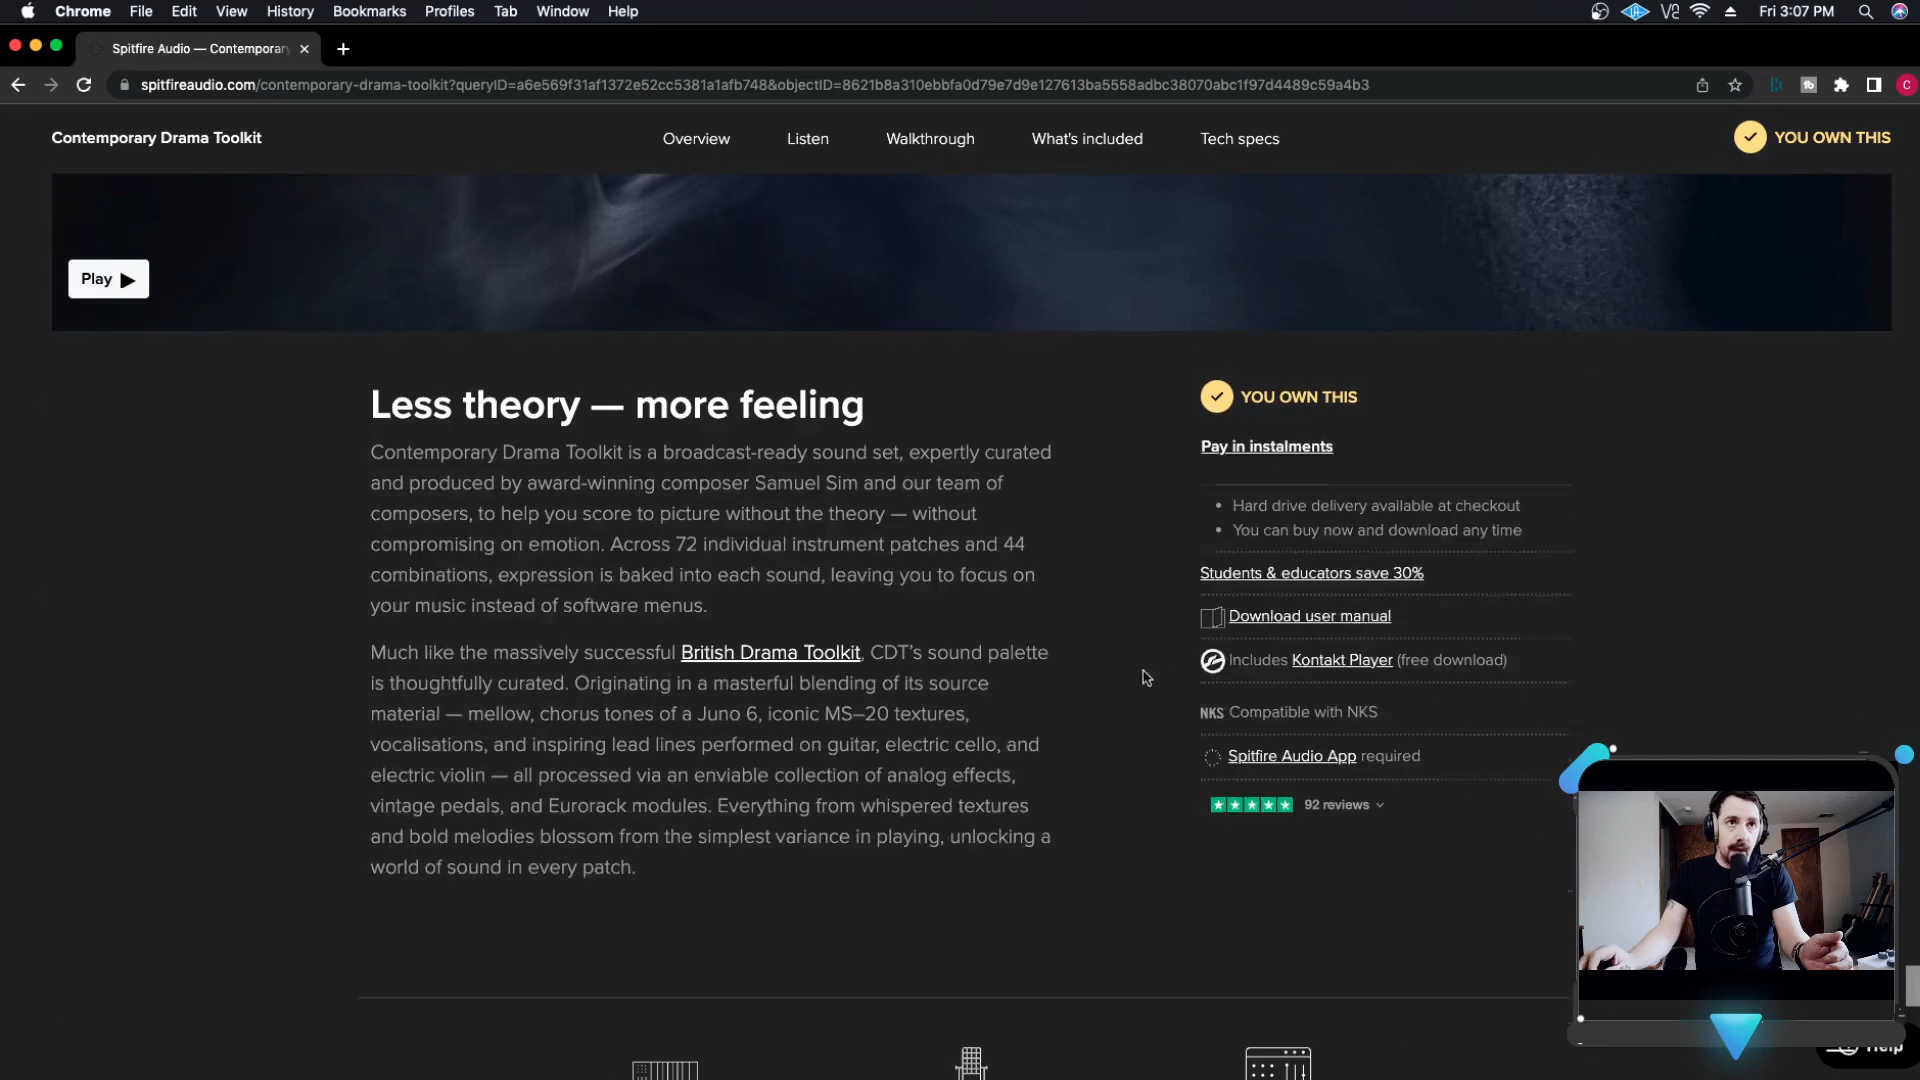 Chrome File Edit View History Bookmarks Profiles Tab Window Help Fri 3:07 PM
Spitfire Audio — Contemporary
spitfireaudio.com/contemporary-drama-toolkit?queryID=a6e569f31af1372e52cc5381a1afb748&objectID=8621b8a310ebbfa0d79e7d9e127613ba5558adbc38070abc1f97d4489c59a4b3
C
Contemporary Drama Toolkit Overview Listen Walkthrough What's included Tech specs YOU OWN THIS
Play
Less theory — more feeling
Contemporary Drama Toolkit is a broadcast-ready sound set, expertly curated
and produced by award-winning composer Samuel Sim and our team of
composers, to help you score to picture without the theory — without
compromising on emotion. Across 72 individual instrument patches and 44
combinations, expression is baked into each sound, leaving you to focus on
your music instead of software menus.
Much like the massively successful British Drama Toolkit, CDT's sound palette
is thoughtfully curated. Originating in a masterful blending of its source
material — mellow, chorus tones of a Juno 6, iconic MS–20 textures,
vocalisations, and inspiring lead lines performed on guitar, electric cello, and
electric violin — all processed via an enviable collection of analog effects,
vintage pedals, and Eurorack modules. Everything from whispered textures
and bold melodies blossom from the simplest variance in playing, unlocking a
world of sound in every patch.
YOU OWN THIS
Pay in instalments
• Hard drive delivery available at checkout
• You can buy now and download any time
Students & educators save 30%
Download user manual
Includes Kontakt Player (free download)
NKS Compatible with NKS
Spitfire Audio App required
92 reviews
Help